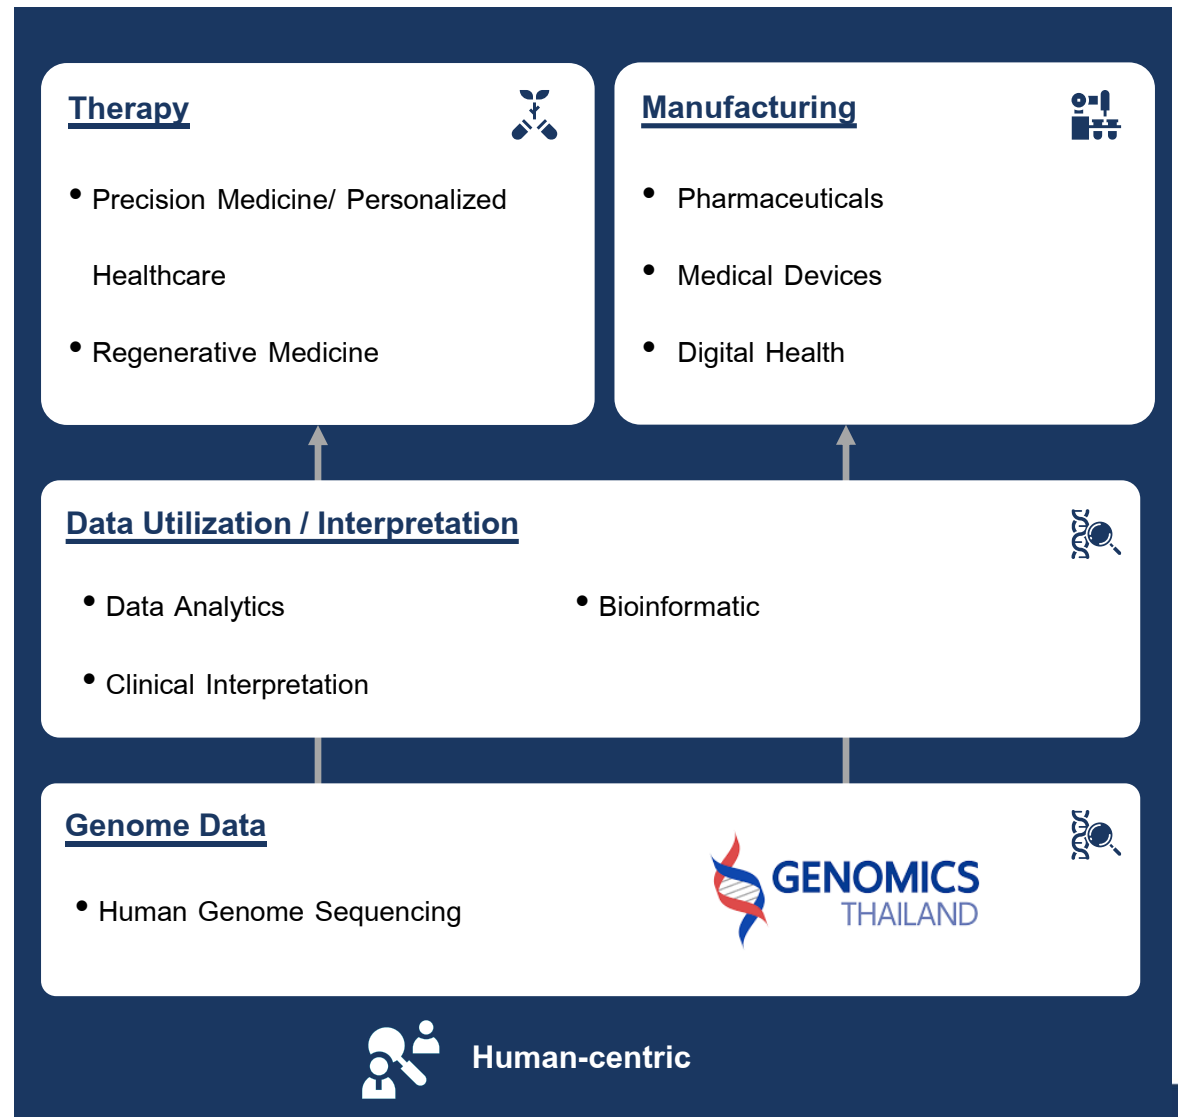 Therapy
• Precision Medicine/ Personalized
Healthcare
• Regenerative Medicine
Manufacturing
• Pharmaceuticals
• Medical Devices
• Digital Health
Data Utilization / Interpretation
• Data Analytics
• Clinical Interpretation
• Bioinformatic
Genome Data
• Human Genome Sequencing
GENOMICS
THAILAND
Human-centric